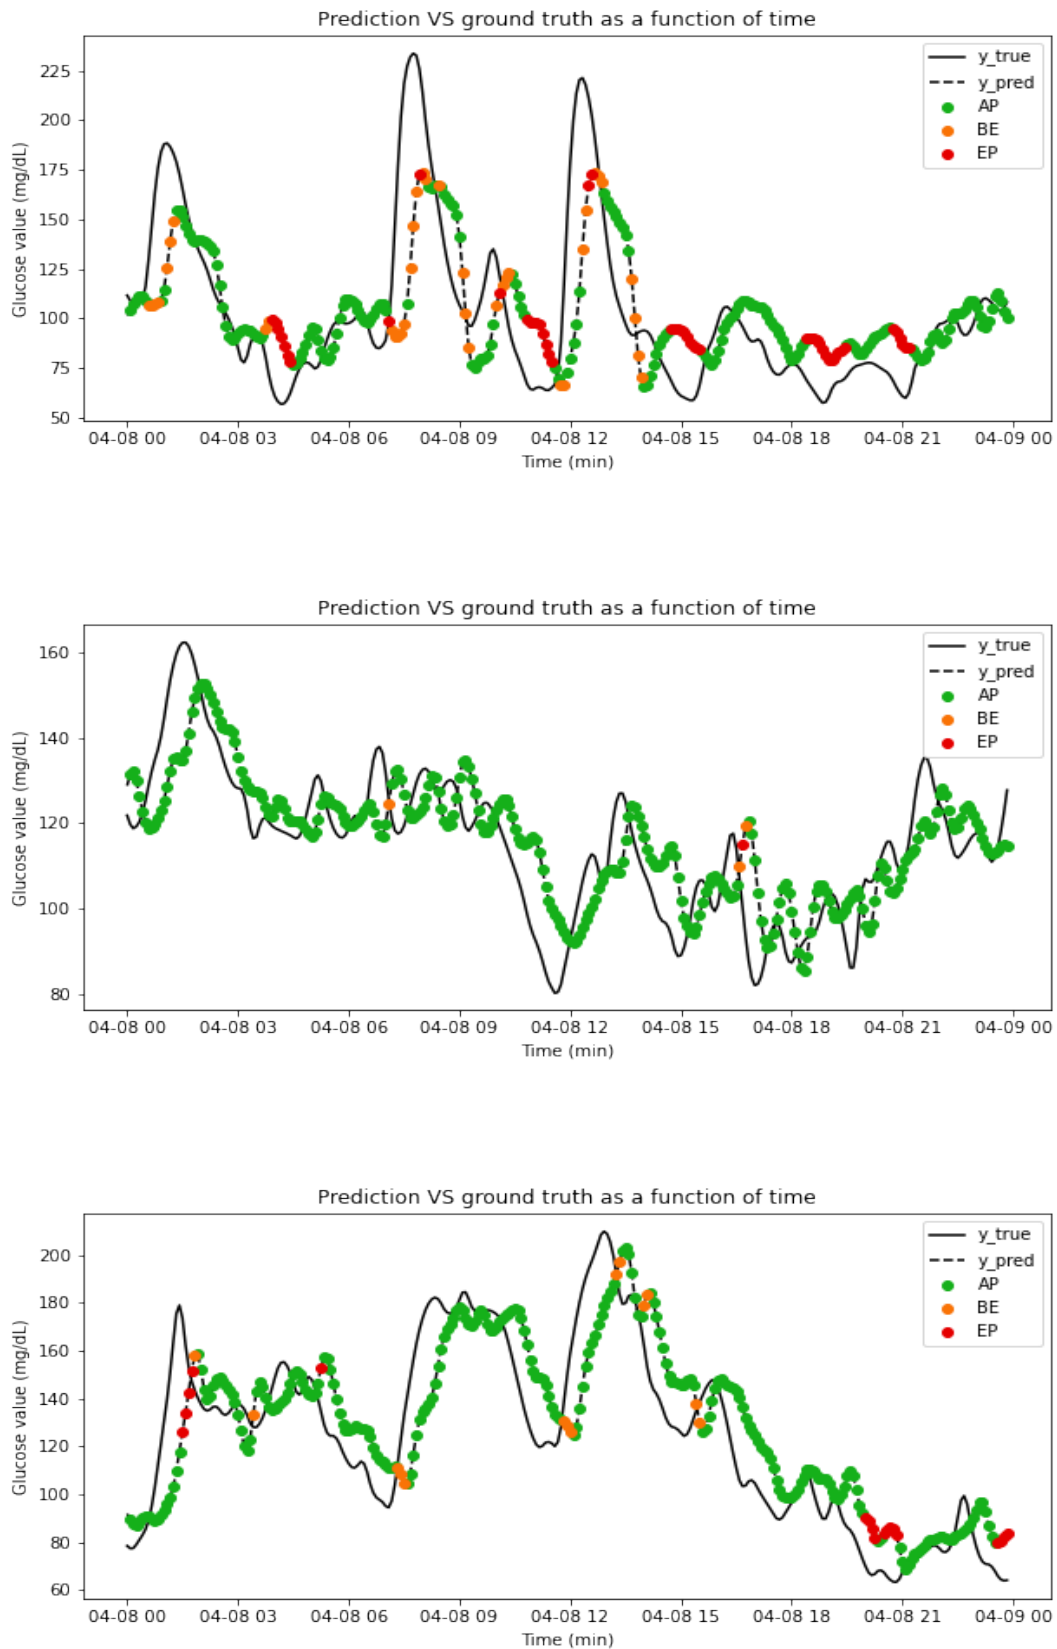 Prediction VS ground truth as a function of time
Glucose value (mg/dL)
225
200
175
150
125
100
75
50
y_true
y_pred
AP
BE
EP
04-08 00 04-08 03 04-08 06 04-08 09 04-08 12 04-08 15 04-08 18 04-08 21 04-09 00
Time (min)
Prediction VS ground truth as a function of time
Glucose value (mg/dL)
160
140
120
100
80
y_true
y_pred
AP
BE
EP
04-08 00 04-08 03 04-08 06 04-08 09 04-08 12 04-08 15 04-08 18 04-08 21 04-09 00
Time (min)
Prediction VS ground truth as a function of time
Glucose value (mg/dL)
200
180
160
140
120
100
80
60
y_true
y_pred
AP
BE
EP
04-08 00 04-08 03 04-08 06 04-08 09 04-08 12 04-08 15 04-08 18 04-08 21 04-09 00
Time (min)